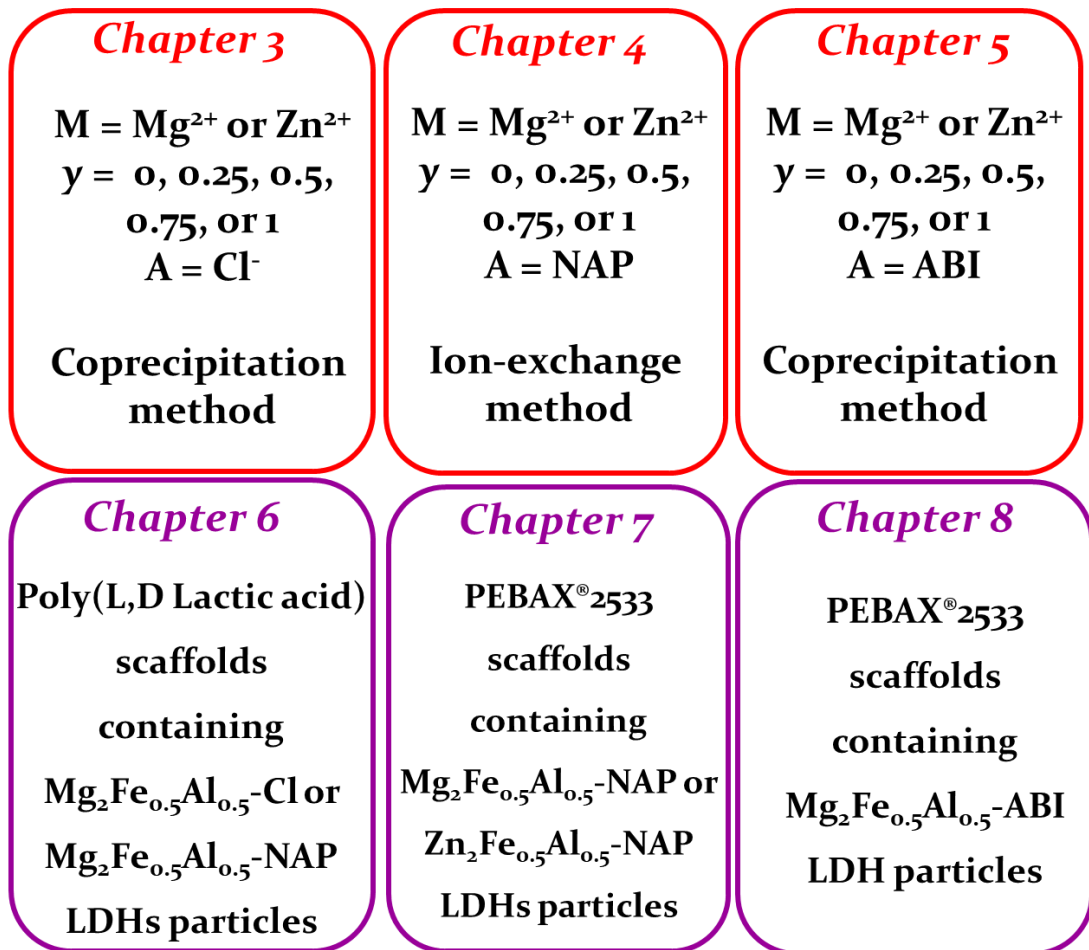 Chapter 3
M = Mg²⁺ or Zn²⁺
y = 0, 0.25, 0.5,
0.75, or 1
A = Cl⁻
Coprecipitation
method
Chapter 4
M = Mg²⁺ or Zn²⁺
y = 0, 0.25, 0.5,
0.75, or 1
A = NAP
Ion-exchange
method
Chapter 5
M = Mg²⁺ or Zn²⁺
y = 0, 0.25, 0.5,
0.75, or 1
A = ABI
Coprecipitation
method
Chapter 6
Poly(L,D Lactic acid)
scaffolds
containing
Mg₂Fe₀.₅Al₀.₅-Cl or
Mg₂Fe₀.₅Al₀.₅-NAP
LDHs particles
Chapter 7
PEBAX®2533
scaffolds
containing
Mg₂Fe₀.₅Al₀.₅-NAP or
Zn₂Fe₀.₅Al₀.₅-NAP
LDHs particles
Chapter 8
PEBAX®2533
scaffolds
containing
Mg₂Fe₀.₅Al₀.₅-ABI
LDH particles